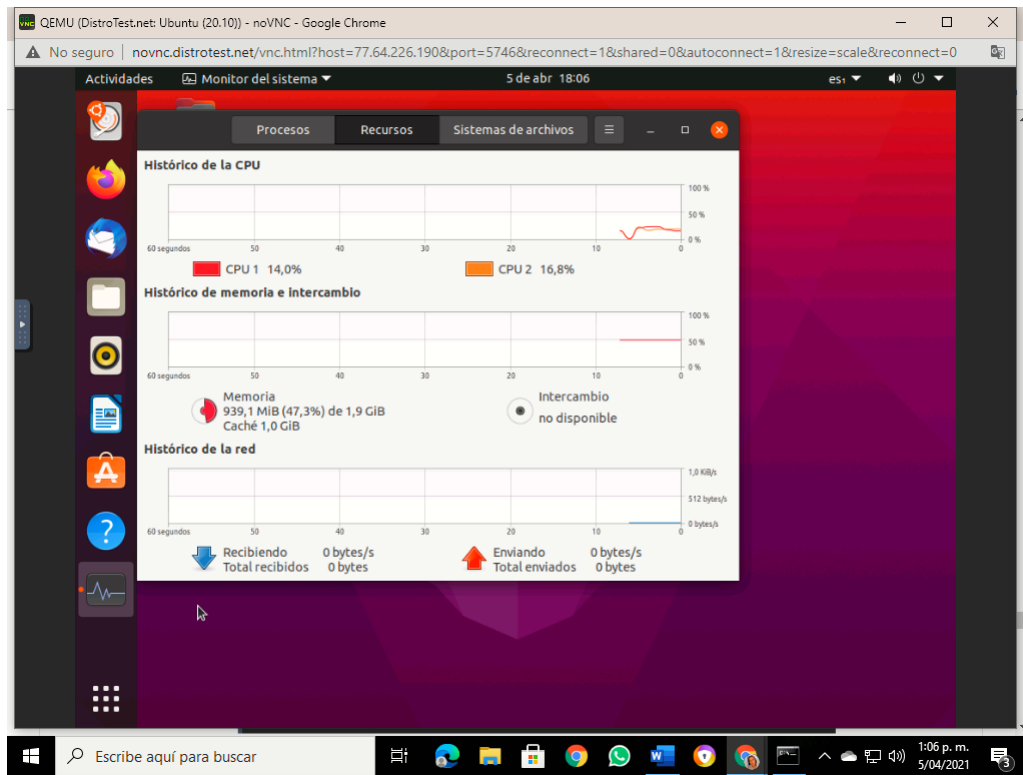 QEMU (DistroTest.net: Ubuntu (20.10)) - noVNC - Google Chrome
No seguro | novnc.distrotest.net/vnc.html?host=77.64.226.190&port=5746&reconnect=1&shared=0&autoconnect=1&resize=scale&reconnect=0
Actividades Monitor del sistema 5 de abr 18:06 es₁
Procesos Recursos Sistemas de archivos
Histórico de la CPU
100 %
50 %
0 %
60 segundos 50 40 30 20 10 0
CPU 1 14,0% CPU 2 16,8%
Histórico de memoria e intercambio
100 %
50 %
0 %
60 segundos 50 40 30 20 10 0
Memoria Intercambio
939,1 MiB (47,3%) de 1,9 GiB no disponible
Caché 1,0 GiB
Histórico de la red
1,0 KiB/s
512 bytes/s
0 bytes/s
60 segundos 50 40 30 20 10 0
Recibiendo 0 bytes/s Enviando 0 bytes/s
Total recibidos 0 bytes Total enviados 0 bytes
Escribe aquí para buscar
1:06 p. m.
5/04/2021
3